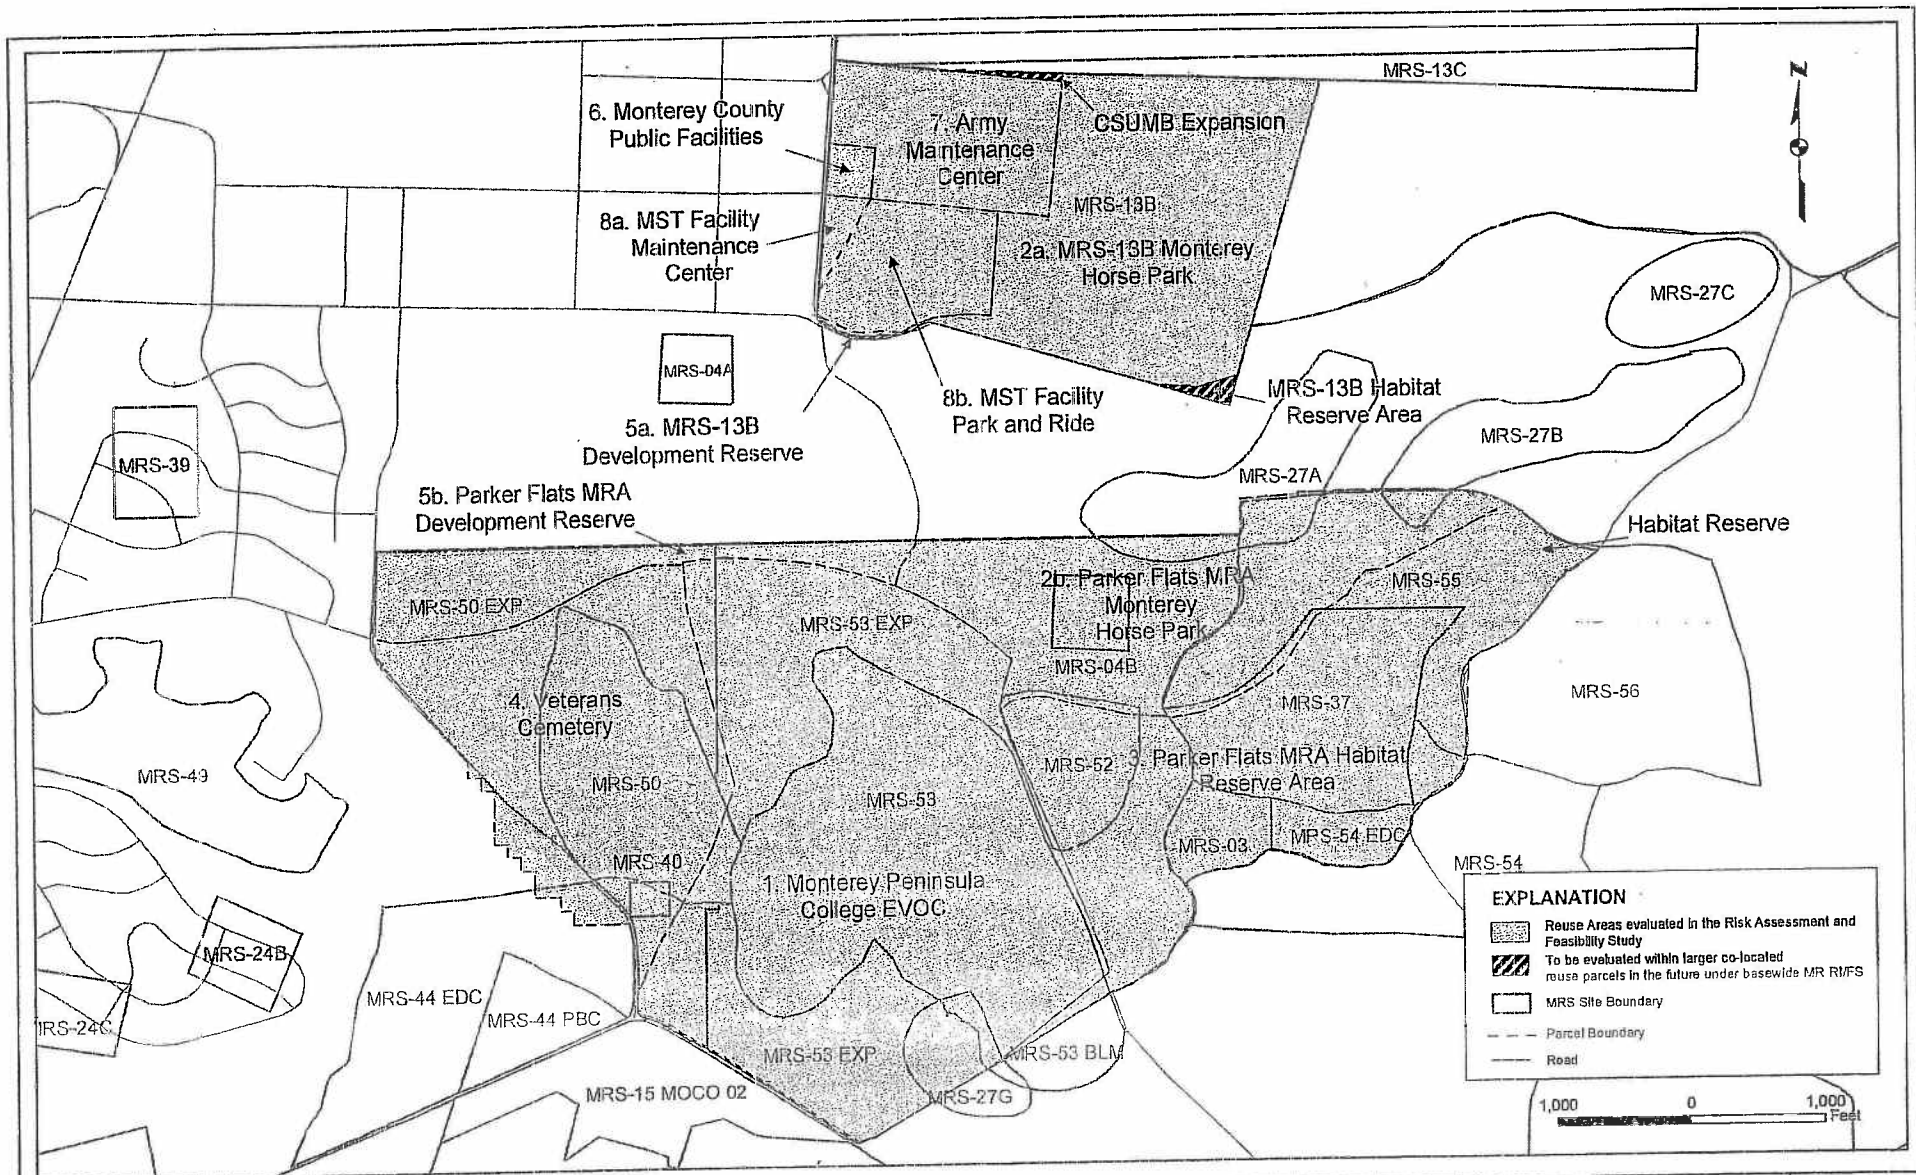 MRS-13C
N
6. Monterey County
Public Facilities
7. Army
Maintenance
Center
CSUMB Expansion
MRS-13B
8a. MST Facility
Maintenance
Center
2a. MRS-13B Monterey
Horse Park
MRS-27C
MRS-04A
8b. MST Facility
Park and Ride
MRS-13B Habitat
Reserve Area
5a. MRS-13B
Development Reserve
MRS-27B
MRS-39
MRS-27A
5b. Parker Flats MRA
Development Reserve
Habitat Reserve
2b. Parker Flats MRA
Monterey
Horse Park
MRS-55
MRS-50 EXP
MRS-53 EXP
MRS-04B
MRS-56
4. Veterans
Cemetery
MRS-37
MRS-49
MRS-50
MRS-53
MRS-52
3. Parker Flats MRA Habitat
Reserve Area
MRS-03
MRS-54 EDC
MRS-54
MRS-40
1. Monterey Peninsula
College EVOC
MRS-24B
MRS-44 EDC
MRS-44 PBC
MRS-24C
MRS-53 EXP
MRS-53 BLM
MRS-27G
MRS-15 MOCO 02
EXPLANATION
Reuse Areas evaluated in the Risk Assessment and
Feasibility Study
To be evaluated within larger co-located
reuse parcels in the future under basewide MR RI/FS
MRS Site Boundary
Parcel Boundary
Road
1,000 0 1,000
Feet